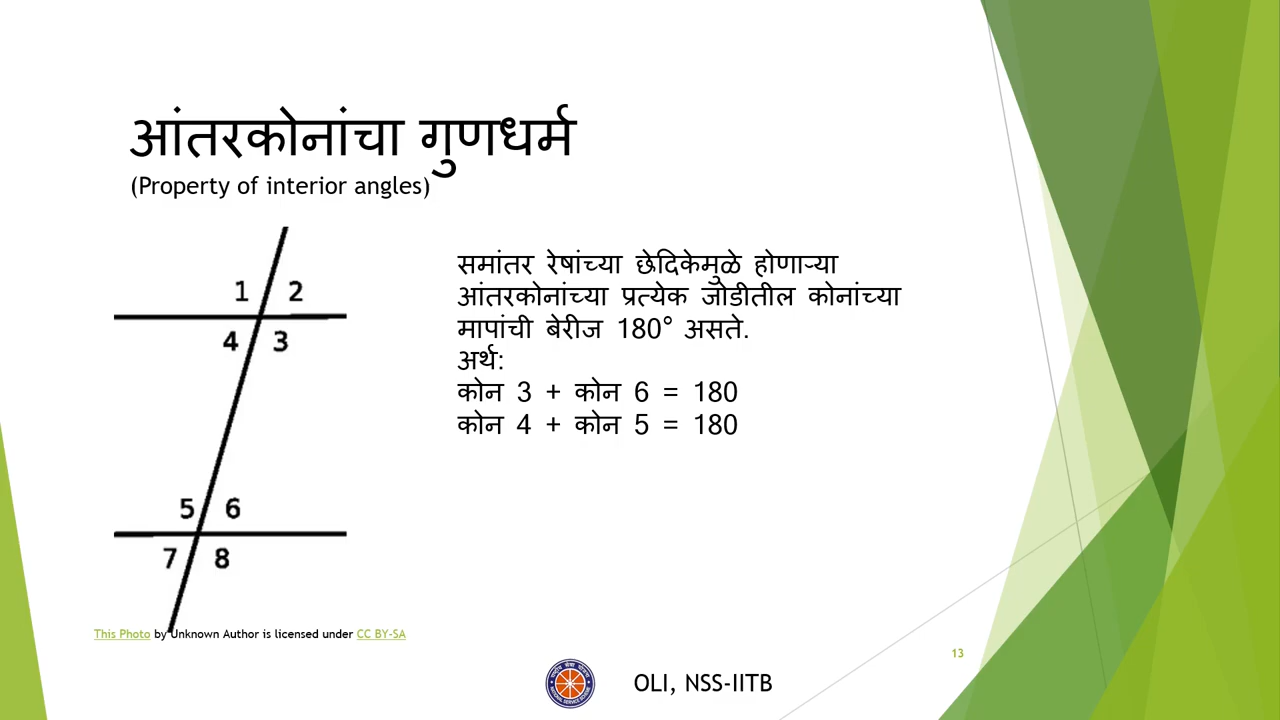 आंतरकोनांचा गुणधर्म
(Property of interior angles)
1 2
4 3
5 6
7 8
समांतर रेषांच्या छेदिकेमुळे होणाऱ्या
आंतरकोनांच्या प्रत्येक जोडीतील कोनांच्या
मापांची बेरीज 180° असते.
अर्थ:
कोन 3 + कोन 6 = 180
कोन 4 + कोन 5 = 180
This Photo by Unknown Author is licensed under CC BY-SA
13
OLI, NSS-IITB